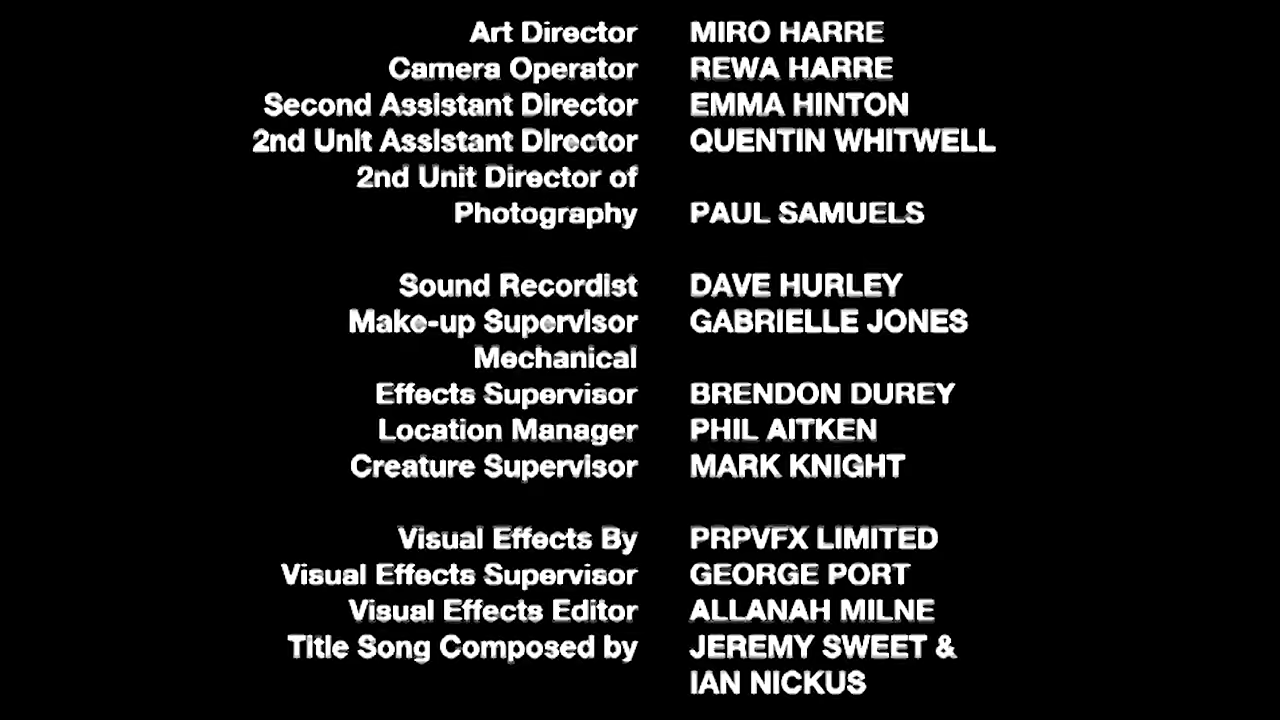 Art Director MIRO HARRE
Camera Operator REWA HARRE
Second Assistant Director EMMA HINTON
2nd Unit Assistant Director QUENTIN WHITWELL
2nd Unit Director of
Photography PAUL SAMUELS
Sound Recordist DAVE HURLEY
Make-up Supervisor GABRIELLE JONES
Mechanical
Effects Supervisor BRENDON DUREY
Location Manager PHIL AITKEN
Creature Supervisor MARK KNIGHT
Visual Effects By PRPVFX LIMITED
Visual Effects Supervisor GEORGE PORT
Visual Effects Editor ALLANAH MILNE
Title Song Composed by JEREMY SWEET &
IAN NICKUS